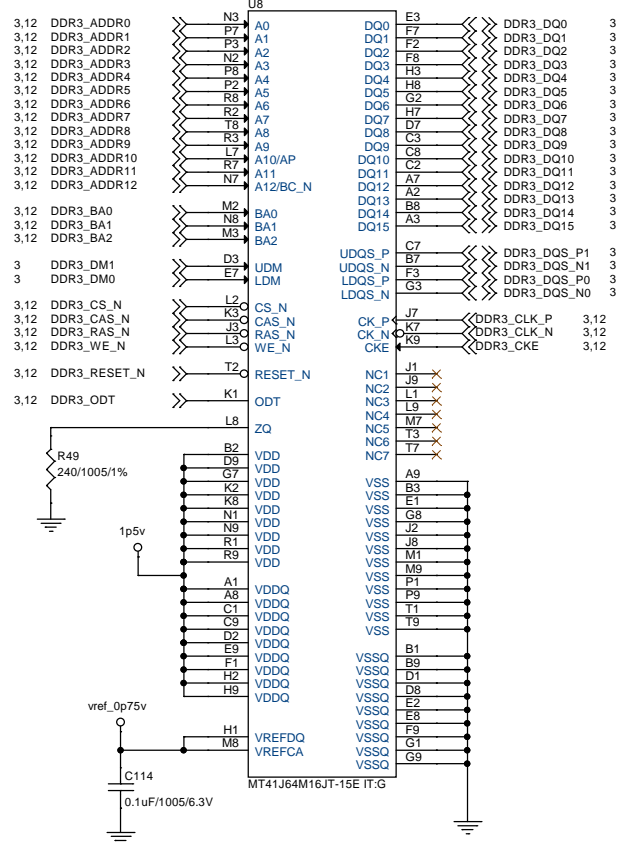 U8
3,12 DDR3_ADDR0 N3 A0 DQ0 E3 DDR3_DQ0 3
3,12 DDR3_ADDR1 P7 A1 DQ1 F7 DDR3_DQ1 3
3,12 DDR3_ADDR2 P3 A2 DQ2 F2 DDR3_DQ2 3
3,12 DDR3_ADDR3 N2 A3 DQ3 F8 DDR3_DQ3 3
3,12 DDR3_ADDR4 P8 A4 DQ4 H3 DDR3_DQ4 3
3,12 DDR3_ADDR5 P2 A5 DQ5 H8 DDR3_DQ5 3
3,12 DDR3_ADDR6 R8 A6 DQ6 G2 DDR3_DQ6 3
3,12 DDR3_ADDR7 R2 A7 DQ7 H7 DDR3_DQ7 3
3,12 DDR3_ADDR8 T8 A8 DQ8 D7 DDR3_DQ8 3
3,12 DDR3_ADDR9 R3 A9 DQ9 C3 DDR3_DQ9 3
3,12 DDR3_ADDR10 L7 A10/AP DQ10 C8 DDR3_DQ10 3
3,12 DDR3_ADDR11 R7 A11 DQ11 C2 DDR3_DQ11 3
3,12 DDR3_ADDR12 N7 A12/BC_N DQ12 A7 DDR3_DQ12 3
DQ13 A2 DDR3_DQ13 3
3,12 DDR3_BA0 M2 BA0 DQ14 B8 DDR3_DQ14 3
3,12 DDR3_BA1 N8 BA1 DQ15 A3 DDR3_DQ15 3
3,12 DDR3_BA2 M3 BA2
UDQS_P C7 DDR3_DQS_P1 3
3 DDR3_DM1 D3 UDM UDQS_N B7 DDR3_DQS_N1 3
3 DDR3_DM0 E7 LDM LDQS_P F3 DDR3_DQS_P0 3
LDQS_N G3 DDR3_DQS_N0 3
3,12 DDR3_CS_N L2 CS_N
3,12 DDR3_CAS_N K3 CAS_N CK_P J7 DDR3_CLK_P 3,12
3,12 DDR3_RAS_N J3 RAS_N CK_N K7 DDR3_CLK_N 3,12
3,12 DDR3_WE_N L3 WE_N CKE K9 DDR3_CKE 3,12
3,12 DDR3_RESET_N T2 RESET_N NC1 J1
NC2 J9
3,12 DDR3_ODT K1 ODT NC3 L1
NC4 L9
L8 ZQ NC5 M7
NC6 T3
R49 NC7 T7
240/1005/1%
B2 VDD
D9 VDD VSS A9
G7 VDD VSS B3
K2 VDD VSS E1
K8 VDD VSS G8
N1 VDD VSS J2
N9 VDD VSS J8
R1 VDD VSS M1
R9 VDD VSS M9
1p5v
VSS P1
A1 VDDQ VSS P9
A8 VDDQ VSS T1
C1 VDDQ VSS T9
C9 VDDQ
D2 VDDQ VSSQ B1
E9 VDDQ VSSQ B9
F1 VDDQ VSSQ D1
H2 VDDQ VSSQ D8
H9 VDDQ VSSQ E2
vref_0p75v
VSSQ E8
H1 VREFDQ VSSQ F9
M8 VREFCA VSSQ G1
VSSQ G9
C114
MT41J64M16JT-15E IT:G
0.1uF/1005/6.3V